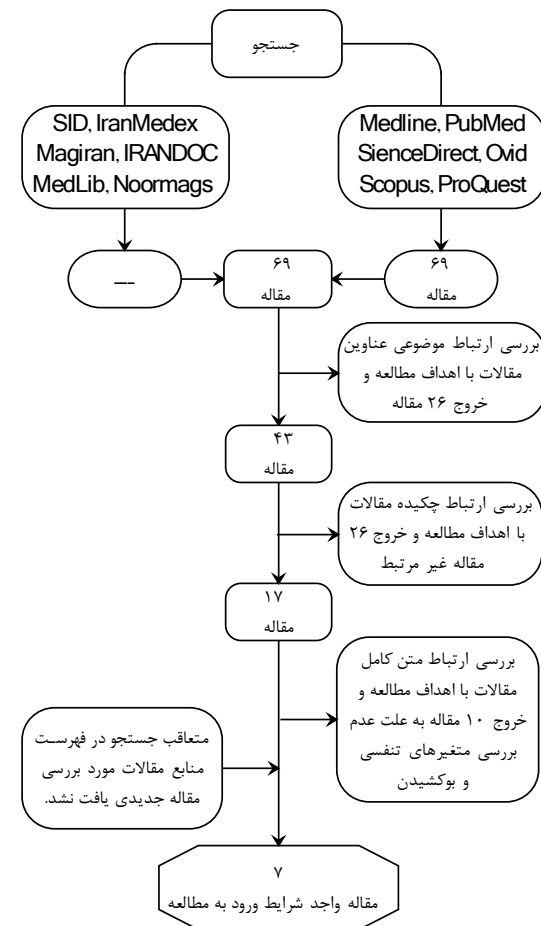 جستجو
SID, IranMedex
Magiran, IRANDOC
MedLib, Noormags
Medline, PubMed
SienceDirect, Ovid
Scopus, ProQuest
---
۶۹
مقاله
۶۹
مقاله
بررسی ارتباط موضوعی عناوین
مقالات با اهداف مطالعه و
خروج ۲۶ مقاله
۴۳
مقاله
بررسی ارتباط چکیده مقالات
با اهداف مطالعه و خروج ۲۶
مقاله غیر مرتبط
۱۷
مقاله
بررسی ارتباط متن کامل
مقالات با اهداف مطالعه و
خروج ۱۰ مقاله به علت عدم
بررسی متغیرهای تنفسی
و بوکشیدن
متعاقب جستجو در فهرست
منابع مقالات مورد بررسی
مقاله جدیدی یافت نشد.
۷
مقاله واجد شرایط ورود به مطالعه